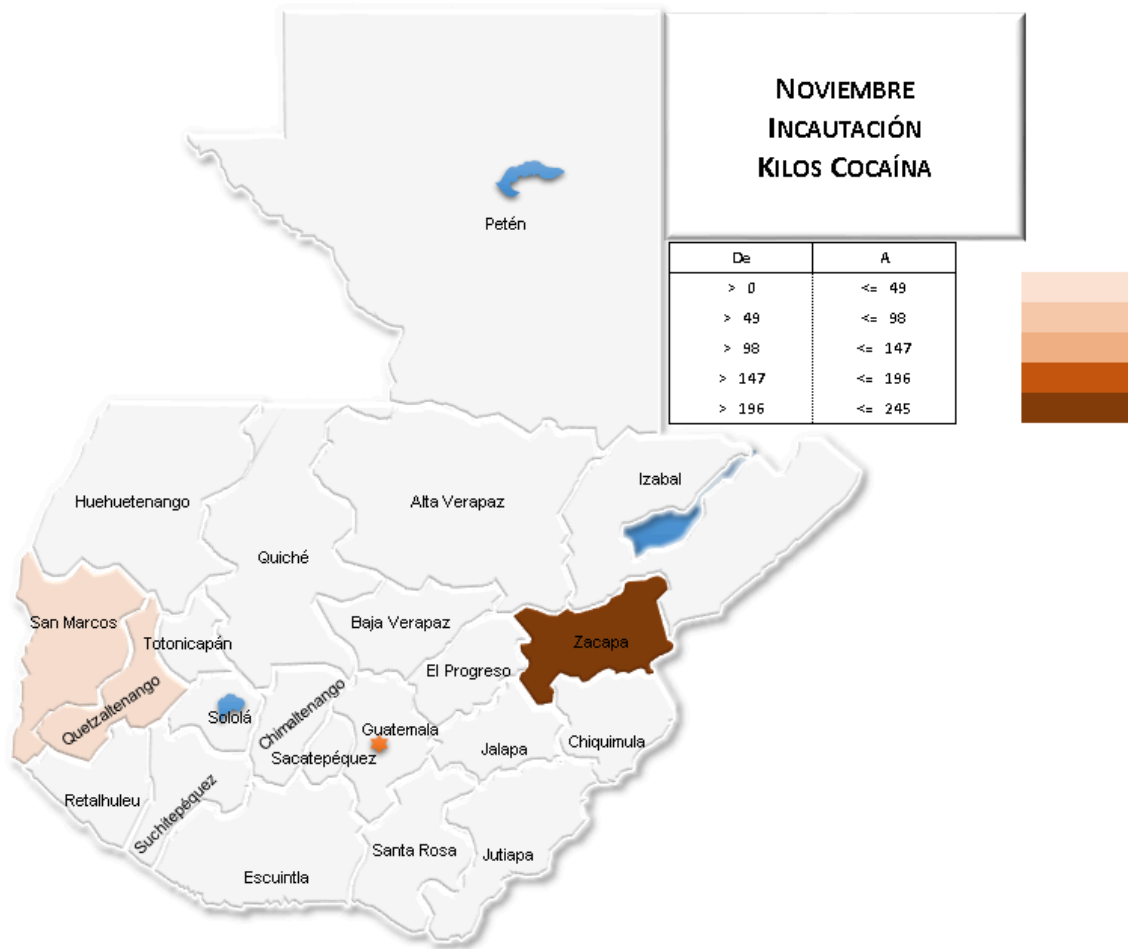 NOVIEMBRE
INCAUTACIÓN
KILOS COCAÍNA
Petén
De A
> 0 <= 49
> 49 <= 98
> 98 <= 147
> 147 <= 196
> 196 <= 245
Izabal
Huehuetenango
Alta Verapaz
Quiché
San Marcos
Baja Verapaz
Totonicapán
Zacapa
El Progreso
Quetzaltenango
Sololá
Chimaltenango
Guatemala
Sacatepéquez
Jalapa
Chiquimula
Retalhuleu
Suchitepéquez
Santa Rosa
Jutiapa
Escuintla